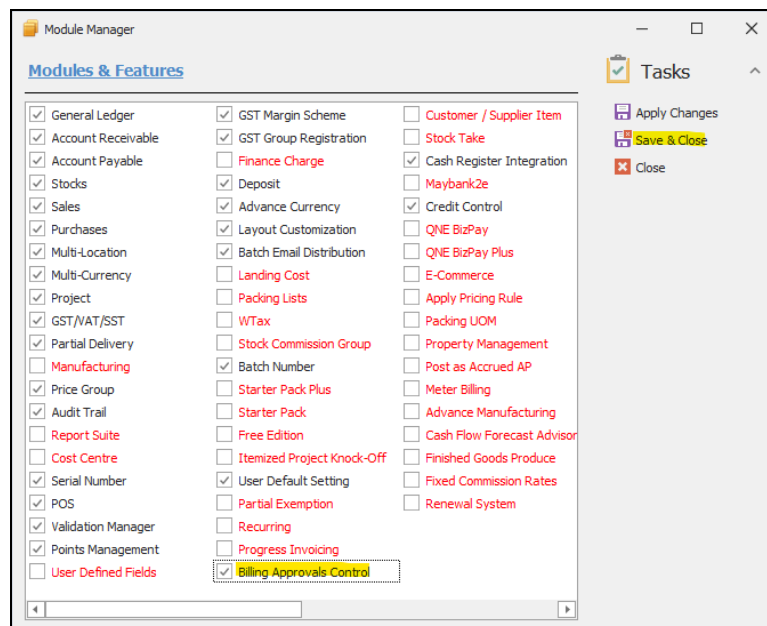 Module Manager
Modules & Features
General Ledger
Account Receivable
Account Payable
Stocks
Sales
Purchases
Multi-Location
Multi-Currency
Project
GST/VAT/SST
Partial Delivery
Manufacturing
Price Group
Audit Trail
Report Suite
Cost Centre
Serial Number
POS
Validation Manager
Points Management
User Defined Fields
GST Margin Scheme
GST Group Registration
Finance Charge
Deposit
Advance Currency
Layout Customization
Batch Email Distribution
Landing Cost
Packing Lists
WTax
Stock Commission Group
Batch Number
Starter Pack Plus
Starter Pack
Free Edition
Itemized Project Knock-Off
User Default Setting
Partial Exemption
Recurring
Progress Invoicing
Billing Approvals Control
Customer / Supplier Item
Stock Take
Cash Register Integration
Maybank2e
Credit Control
QNE BizPay
QNE BizPay Plus
E-Commerce
Apply Pricing Rule
Packing UOM
Property Management
Post as Accrued AP
Meter Billing
Advance Manufacturing
Cash Flow Forecast Advisor
Finished Goods Produce
Fixed Commission Rates
Renewal System
Tasks
Apply Changes
Save & Close
Close